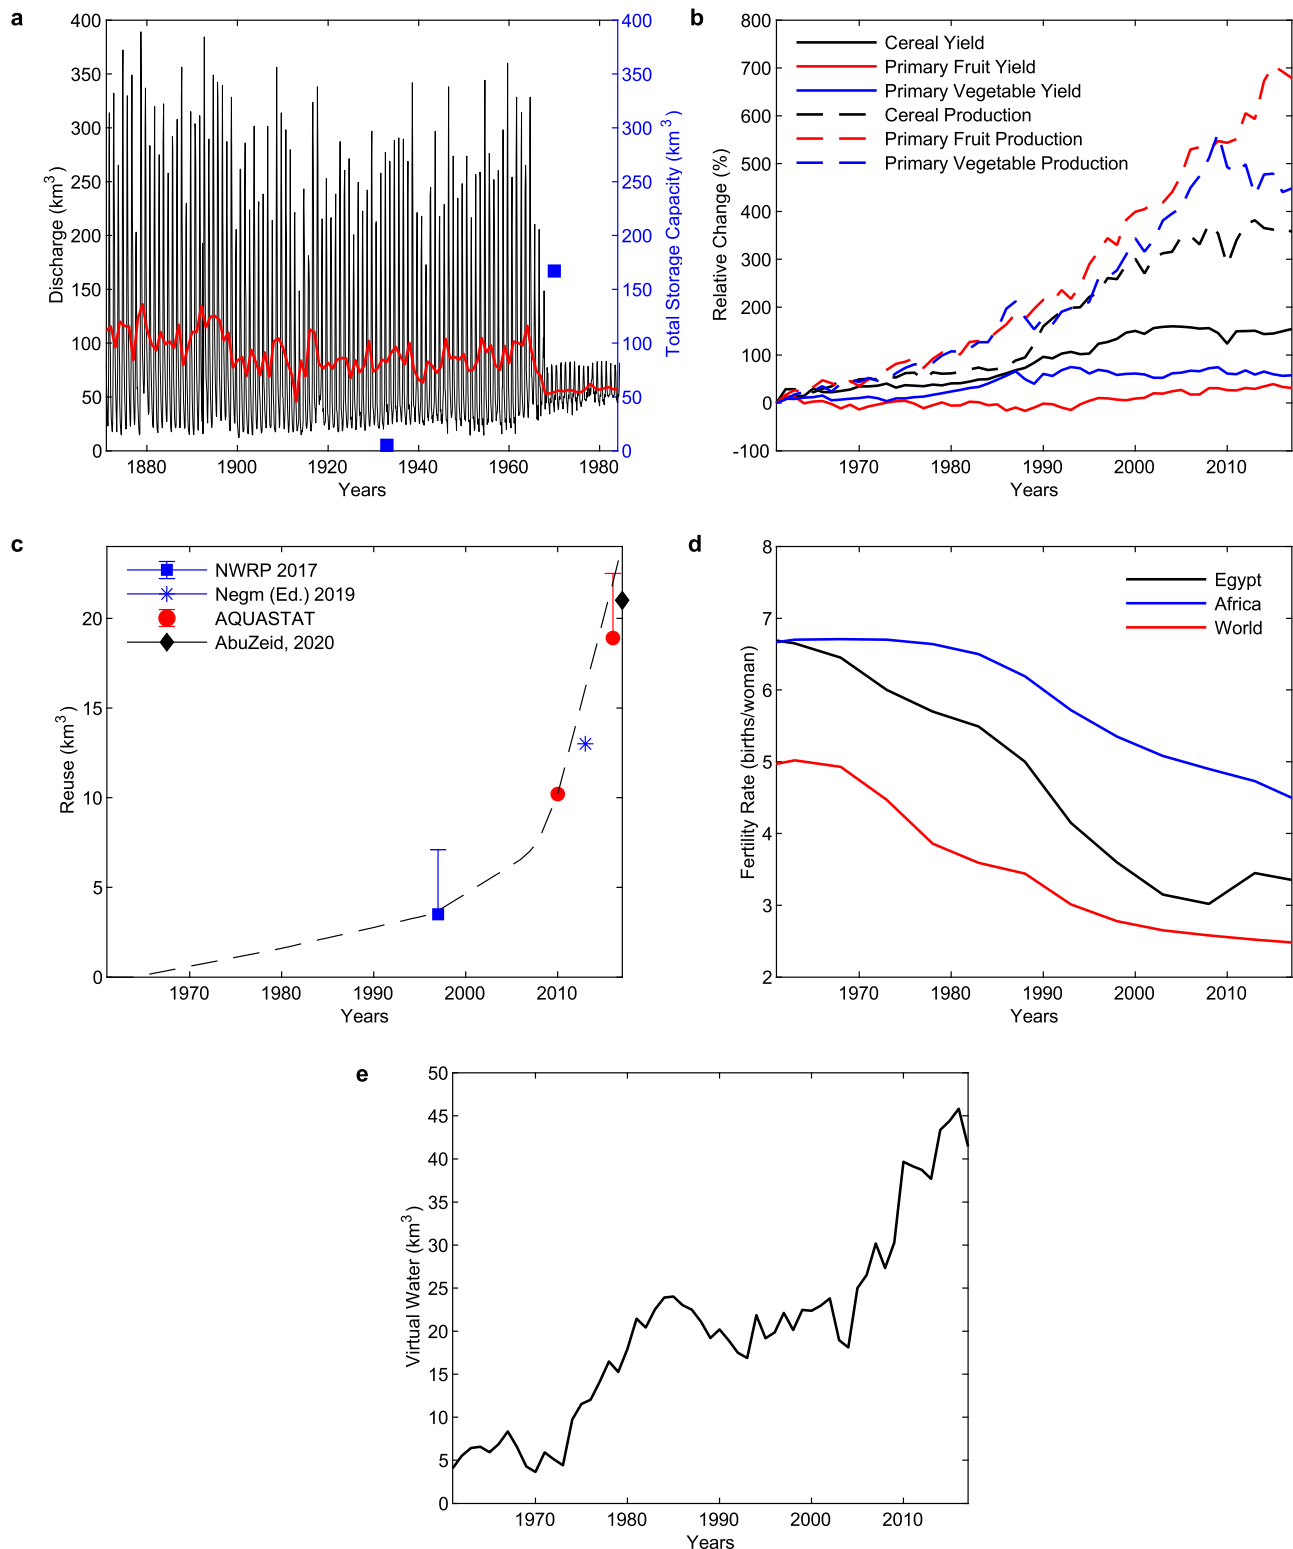 a
400
350
300
250
200
150
100
50
0
Discharge (km3)
400
350
300
250
200
150
100
50
0
Total Storage Capacity (km3)
1880 1900 1920 1940 1960 1980
Years
b
800
700
600
500
400
300
200
100
0
-100
Relative Change (%)
Cereal Yield
Primary Fruit Yield
Primary Vegetable Yield
Cereal Production
Primary Fruit Production
Primary Vegetable Production
1970 1980 1990 2000 2010
Years
c
20
15
10
5
0
Reuse (km3)
NWRP 2017
Negm (Ed.) 2019
AQUASTAT
AbuZeid, 2020
1970 1980 1990 2000 2010
Years
d
8
7
6
5
4
3
2
Fertility Rate (births/woman)
Egypt
Africa
World
1970 1980 1990 2000 2010
Years
e
50
45
40
35
30
25
20
15
10
5
0
Virtual Water (km3)
1970 1980 1990 2000 2010
Years